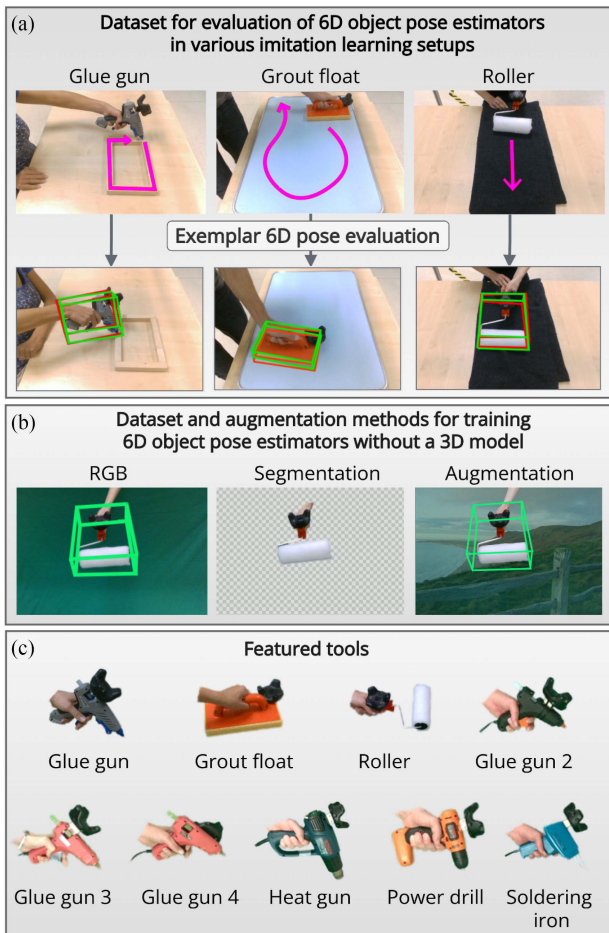 (a)
Dataset for evaluation of 6D object pose estimators
in various imitation learning setups
Glue gun
Grout float
Roller
Exemplar 6D pose evaluation
(b)
Dataset and augmentation methods for training
6D object pose estimators without a 3D model
RGB
Segmentation
Augmentation
(c)
Featured tools
Glue gun
Grout float
Roller
Glue gun 2
Glue gun 3
Glue gun 4
Heat gun
Power drill
Soldering
iron